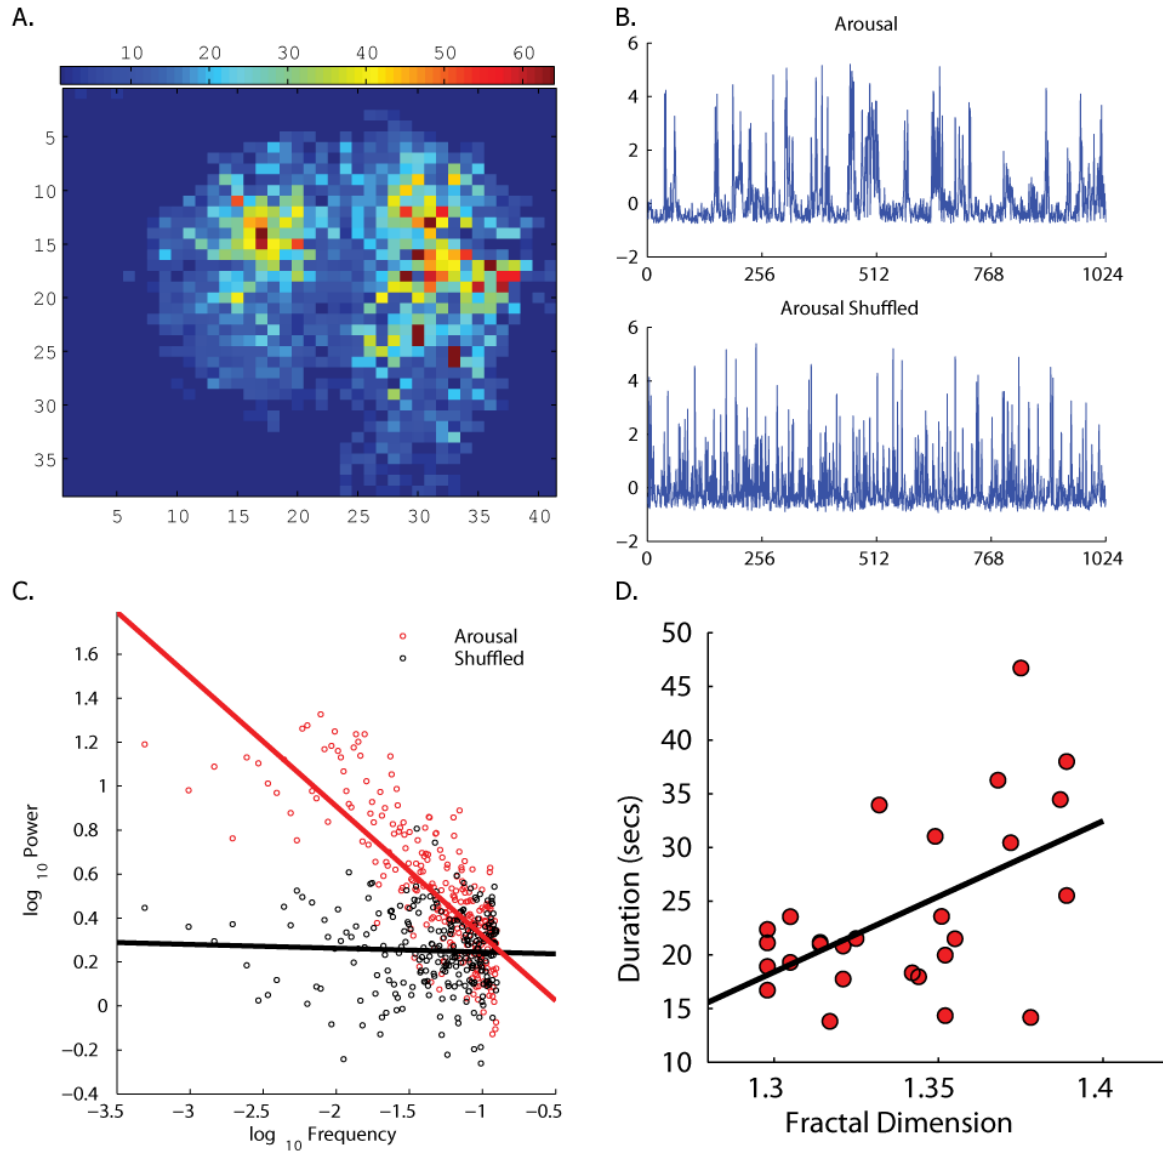 A.
10 20 30 40 50 60
5
10
15
20
25
30
35
5 10 15 20 25 30 35 40
B.
Arousal
6
4
2
0
−2
0 256 512 768 1024
Arousal Shuffled
6
4
2
0
−2
0 256 512 768 1024
C.
Arousal
Shuffled
1.6
1.4
1.2
1
0.8
0.6
0.4
0.2
0
−0.2
−0.4
log 10 Power
−3.5 −3 −2.5 −2 −1.5 −1 −0.5
log 10 Frequency
D.
50
45
40
35
30
25
20
15
10
Duration (secs)
1.3 1.35 1.4
Fractal Dimension